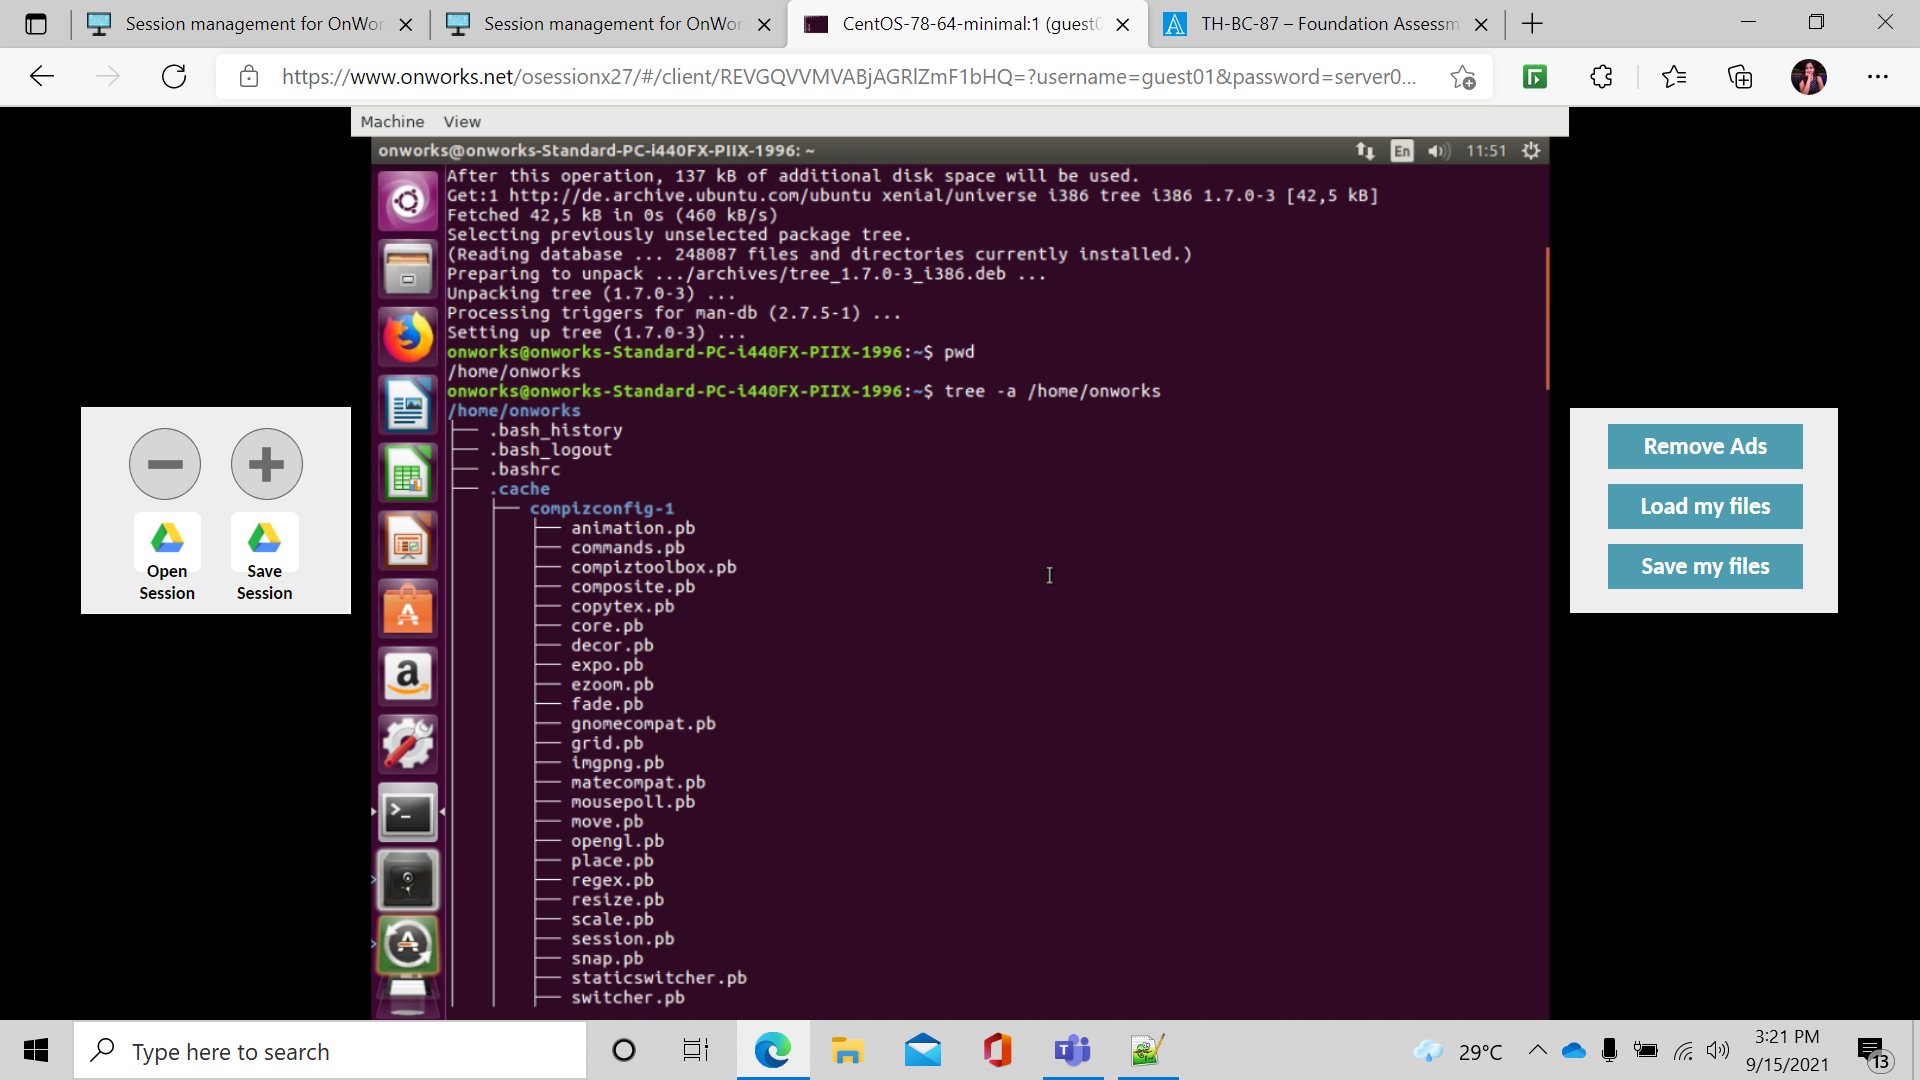 Session management for OnWor
Session management for OnWor
CentOS-78-64-minimal:1 (guest0
TH-BC-87 – Foundation Assessm
https://www.onworks.net/osessionx27/#/client/REVGQVVMVABjAGRlZmF1bHQ=?username=guest01&password=server0...
Machine View
onworks@onworks-Standard-PC-i440FX-PIIX-1996: ~
En 11:51
After this operation, 137 kB of additional disk space will be used.
Get:1 http://de.archive.ubuntu.com/ubuntu xenial/universe i386 tree i386 1.7.0-3 [42,5 kB]
Fetched 42,5 kB in 0s (460 kB/s)
Selecting previously unselected package tree.
(Reading database ... 248087 files and directories currently installed.)
Preparing to unpack .../archives/tree_1.7.0-3_i386.deb ...
Unpacking tree (1.7.0-3) ...
Processing triggers for man-db (2.7.5-1) ...
Setting up tree (1.7.0-3) ...
onworks@onworks-Standard-PC-i440FX-PIIX-1996:~$ pwd
/home/onworks
onworks@onworks-Standard-PC-i440FX-PIIX-1996:~$ tree -a /home/onworks
/home/onworks
.bash_history
.bash_logout
.bashrc
.cache
compizconfig-1
animation.pb
commands.pb
compiztoolbox.pb
composite.pb
copytex.pb
core.pb
decor.pb
expo.pb
ezoom.pb
fade.pb
gnomecompat.pb
grid.pb
imgpng.pb
matecompat.pb
mousepoll.pb
move.pb
opengl.pb
place.pb
regex.pb
resize.pb
scale.pb
session.pb
snap.pb
staticswitcher.pb
switcher.pb
Open Session
Save Session
Remove Ads
Load my files
Save my files
Type here to search
29°C
3:21 PM
9/15/2021
13